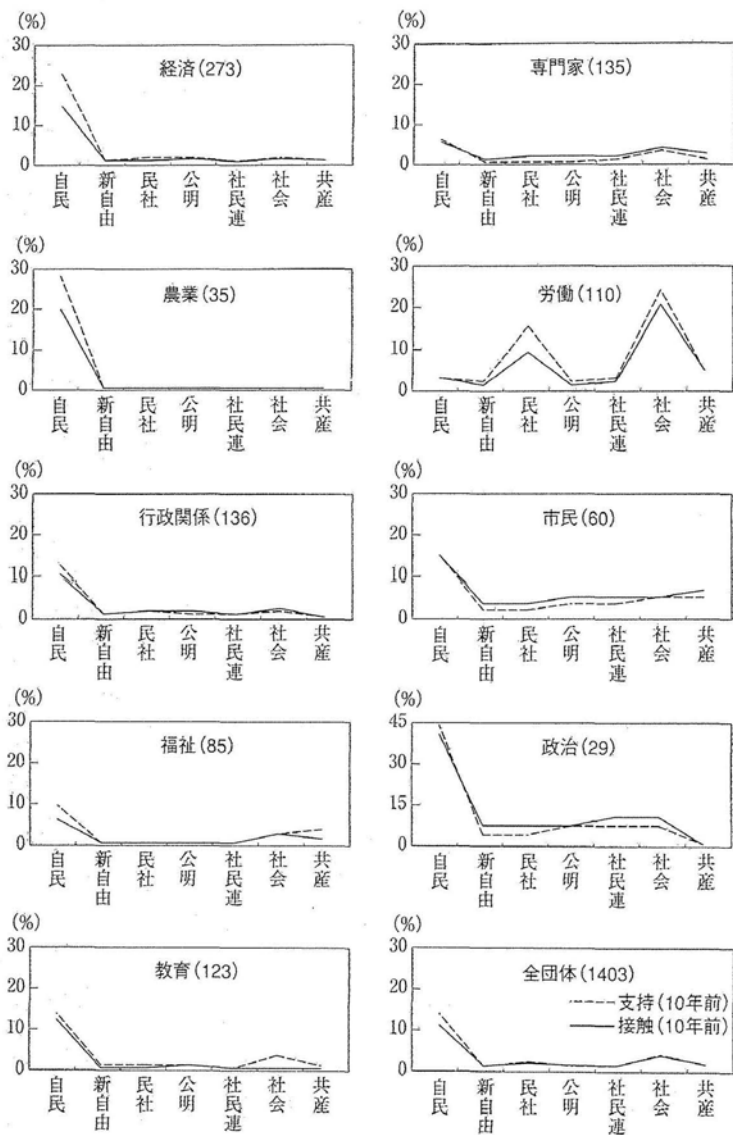 (%)
30
20
10
0
経済(273)
自民
新自由
民社
公明
社民連
社会
共産
(%)
30
20
10
0
専門家(135)
自民
新自由
民社
公明
社民連
社会
共産
(%)
30
20
10
0
農業(35)
自民
新自由
民社
公明
社民連
社会
共産
(%)
30
20
10
0
労働(110)
自民
新自由
民社
公明
社民連
社会
共産
(%)
30
20
10
0
行政関係(136)
自民
新自由
民社
公明
社民連
社会
共産
(%)
30
20
10
0
市民(60)
自民
新自由
民社
公明
社民連
社会
共産
(%)
30
20
10
0
福祉(85)
自民
新自由
民社
公明
社民連
社会
共産
(%)
45
30
15
0
政治(29)
自民
新自由
民社
公明
社民連
社会
共産
(%)
30
20
10
0
教育(123)
自民
新自由
民社
公明
社民連
社会
共産
(%)
30
20
10
0
全団体(1403)
支持(10年前)
接触(10年前)
自民
新自由
民社
公明
社民連
社会
共産